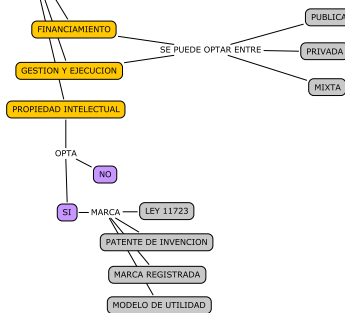 FINANCIAMIENTO
PUBLICA
SE PUEDE OPTAR ENTRE
PRIVADA
GESTION Y EJECUCION
MIXTA
PROPIEDAD INTELECTUAL
OPTA
NO
SI
MARCA
LEY 11723
PATENTE DE INVENCION
MARCA REGISTRADA
MODELO DE UTILIDAD